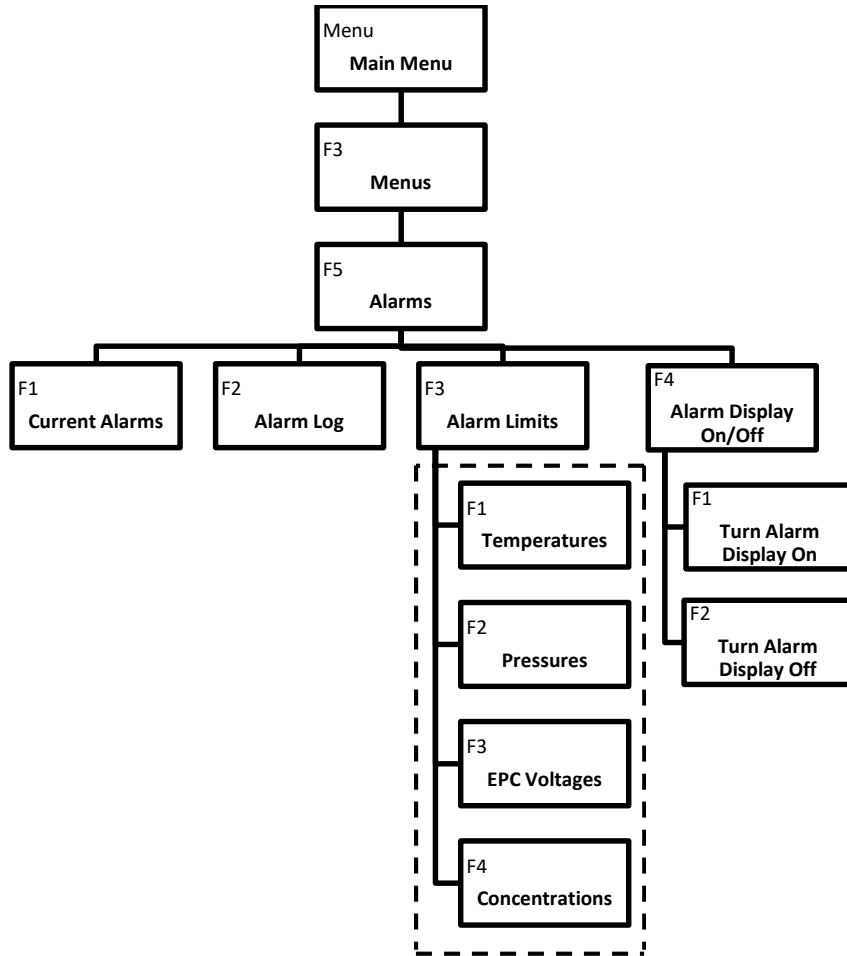 Menu
Main Menu
F3
Menus
F5
Alarms
F1
Current Alarms
F2
Alarm Log
F3
Alarm Limits
F4
Alarm Display
On/Off
F1
Temperatures
F2
Pressures
F3
EPC Voltages
F4
Concentrations
F1
Turn Alarm
Display On
F2
Turn Alarm
Display Off